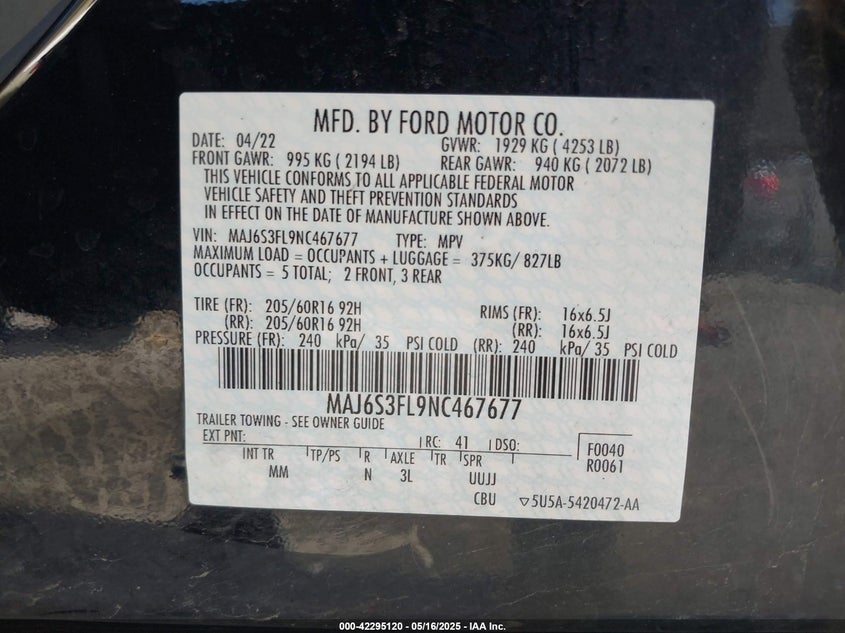 MFD. BY FORD MOTOR CO.
DATE: 04/22 GVWR: 1929 KG ( 4253 LB)
FRONT GAWR: 995 KG ( 2194 LB) REAR GAWR: 940 KG ( 2072 LB)
THIS VEHICLE CONFORMS TO ALL APPLICABLE FEDERAL MOTOR
VEHICLE SAFETY AND THEFT PREVENTION STANDARDS
IN EFFECT ON THE DATE OF MANUFACTURE SHOWN ABOVE.
VIN: MAJ6S3FL9NC467677 TYPE: MPV
MAXIMUM LOAD = OCCUPANTS + LUGGAGE = 375KG/ 827LB
OCCUPANTS = 5 TOTAL; 2 FRONT, 3 REAR
TIRE (FR): 205/60R16 92H RIMS (FR): 16x6.5J
(RR): 205/60R16 92H (RR): 16x6.5J
PRESSURE (FR): 240 kPa/ 35 PSI COLD (RR): 240 kPa/ 35 PSI COLD
MAJ6S3FL9NC467677
TRAILER TOWING - SEE OWNER GUIDE
EXT PNT: RC: 41 DSO: F0040
R0061
INT TR TP/PS R AXLE TR SPR
MM N 3L UUJJ
CBU 5U5A-5420472-AA
000-42295120 - 05/16/2025 - IAA Inc.